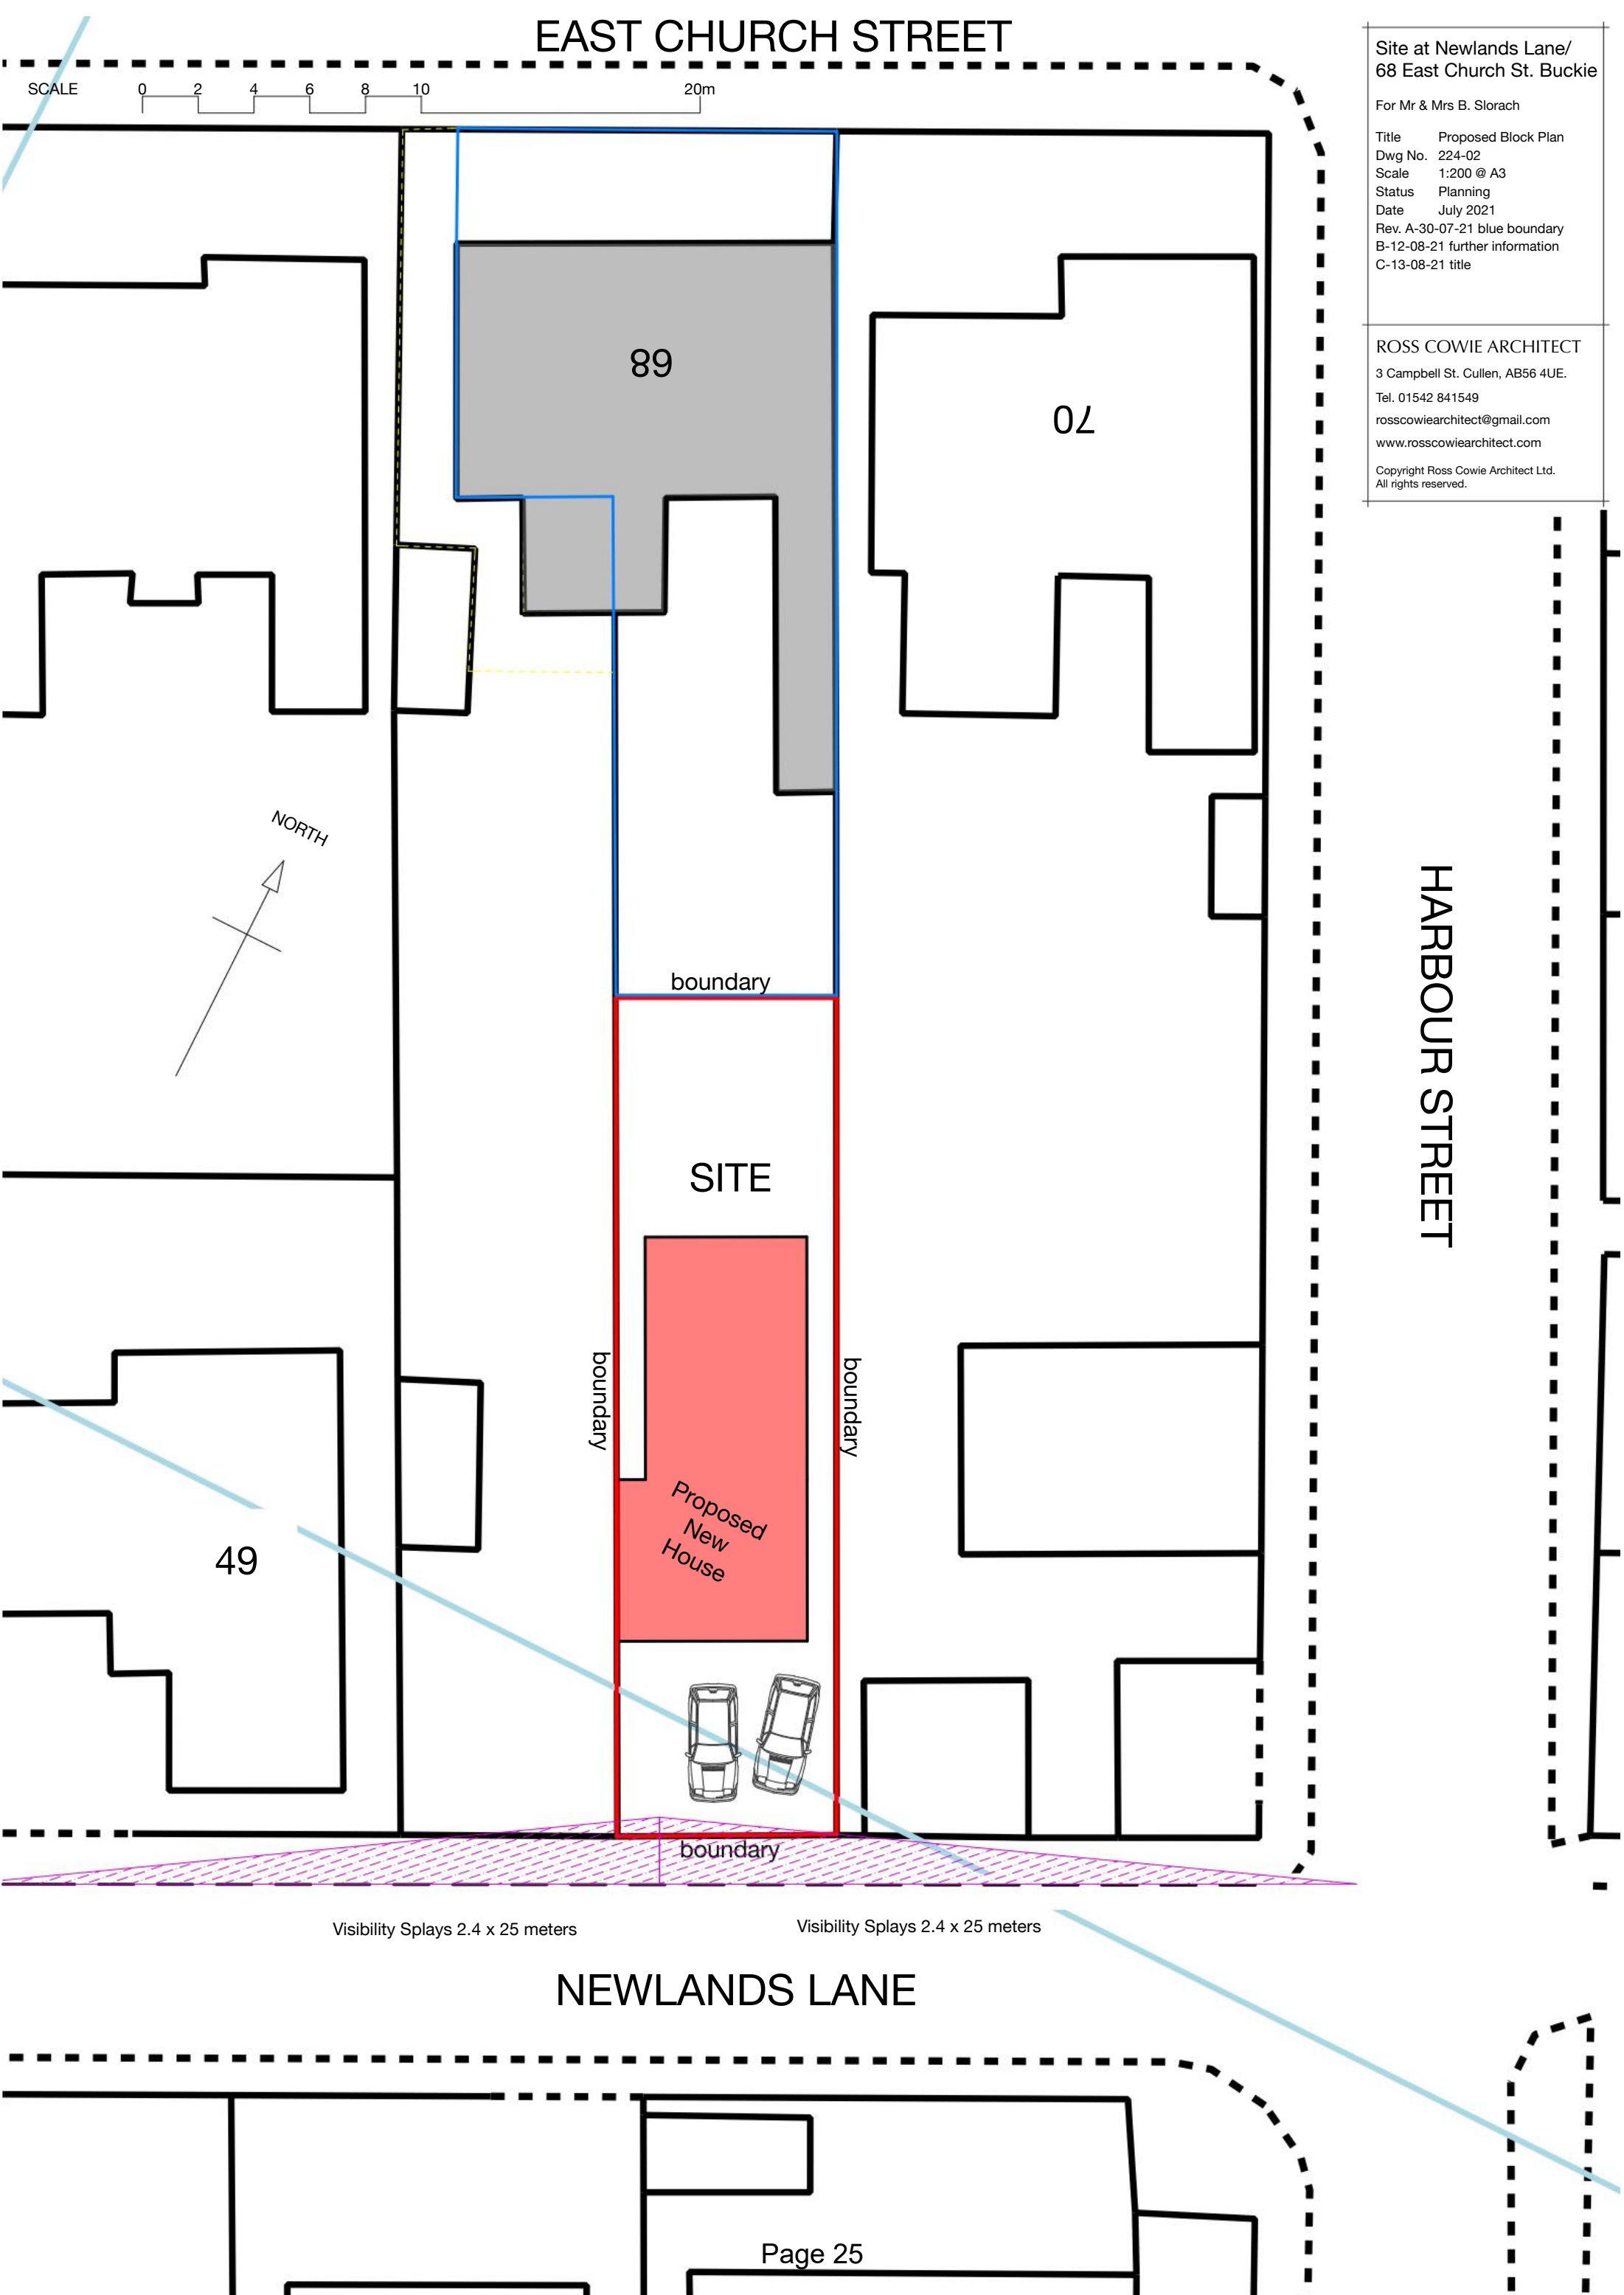 EAST CHURCH STREET
SCALE 0 2 4 6 8 10 20m
Site at Newlands Lane/
68 East Church St. Buckie
For Mr & Mrs B. Slorach
Title Proposed Block Plan
Dwg No. 224-02
Scale 1:200 @ A3
Status Planning
Date July 2021
Rev. A-30-07-21 blue boundary
B-12-08-21 further information
C-13-08-21 title
ROSS COWIE ARCHITECT
3 Campbell St. Cullen, AB56 4UE.
Tel. 01542 841549
rosscowiearchitect@gmail.com
www.rosscowiearchitect.com
Copyright Ross Cowie Architect Ltd.
All rights reserved.
68
70
NORTH
HARBOUR STREET
boundary
SITE
boundary
boundary
Proposed
New
House
49
boundary
Visibility Splays 2.4 x 25 meters
Visibility Splays 2.4 x 25 meters
NEWLANDS LANE
Page 25